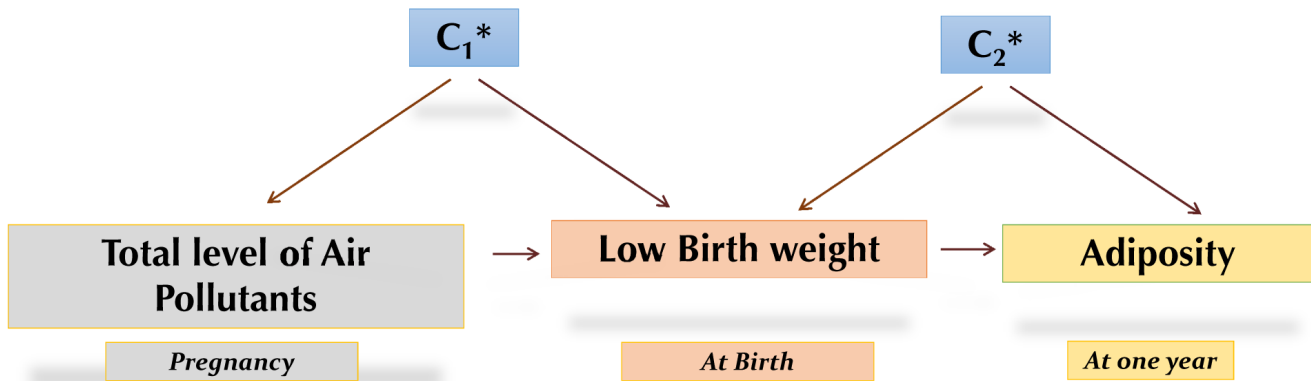 C₁*
C₂*
Total level of Air
Pollutants
Low Birth weight
Adiposity
Pregnancy
At Birth
At one year